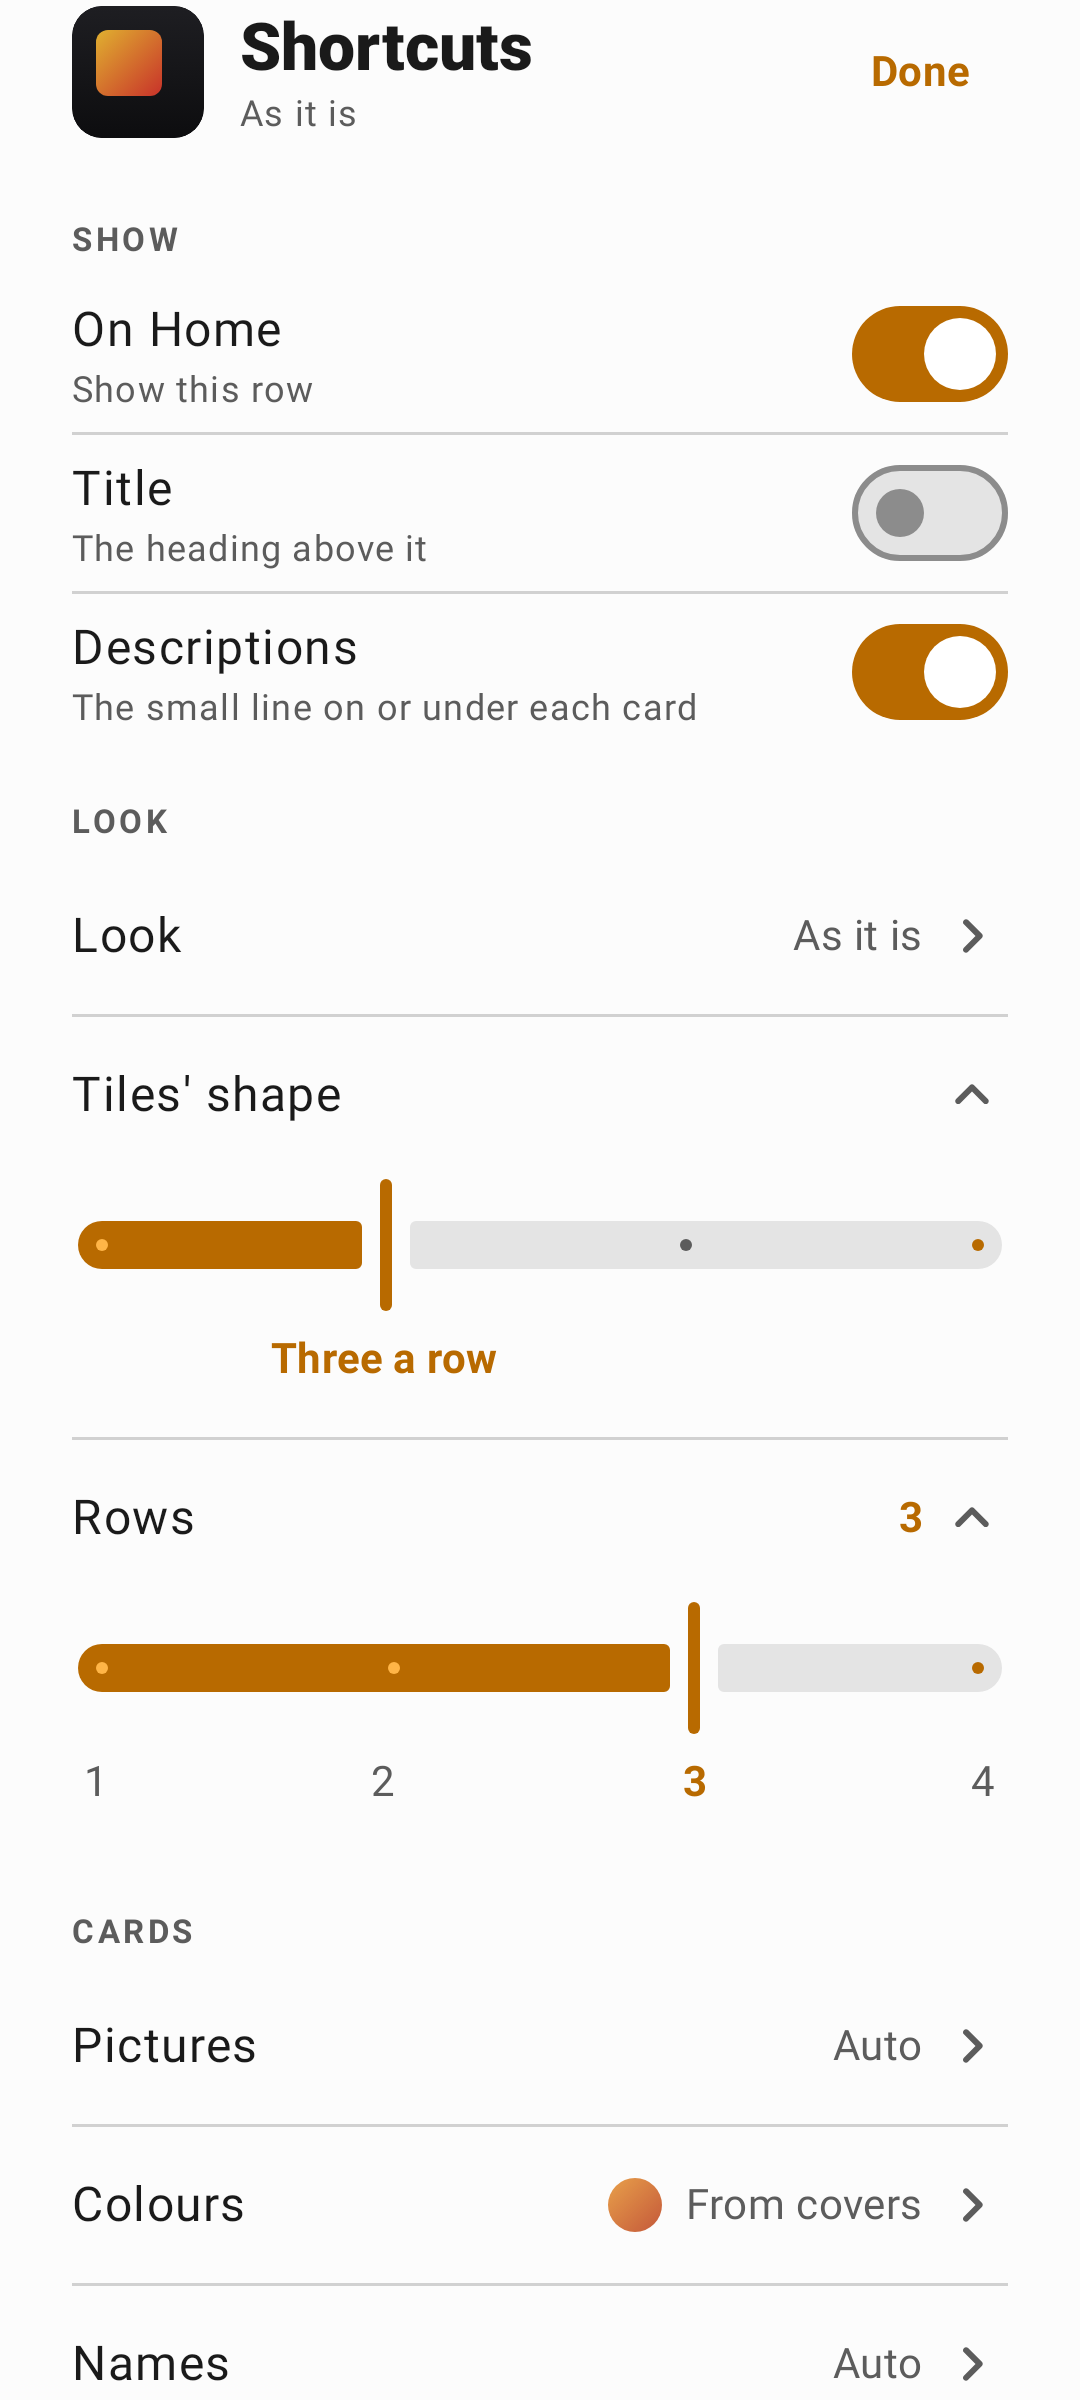 Shortcuts
As it is
Done
SHOW
On Home
Show this row
Title
The heading above it
Descriptions
The small line on or under each card
LOOK
Look
As it is
Tiles' shape
Three a row
Rows
3
1 2 3 4
CARDS
Pictures
Auto
Colours
From covers
Names
Auto